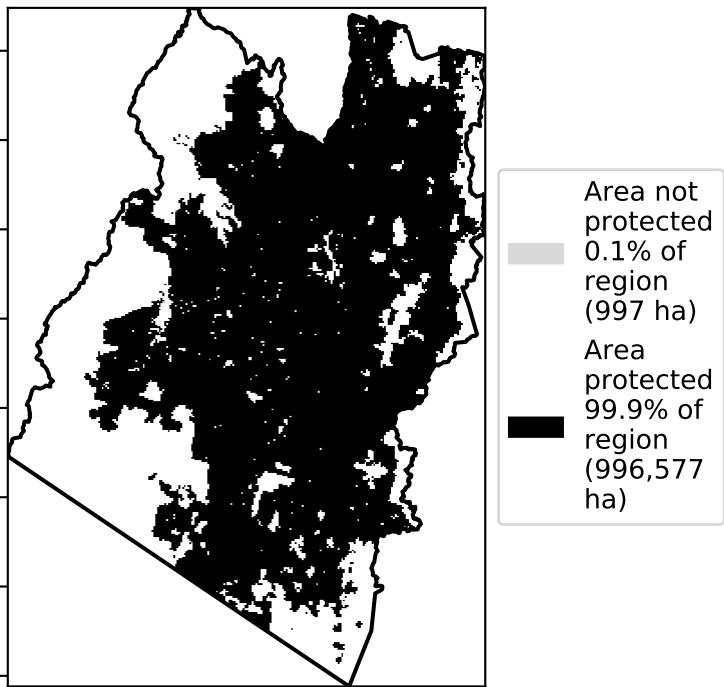 Area not
protected
0.1% of
region
(997 ha)
Area
protected
99.9% of
region
(996,577
ha)